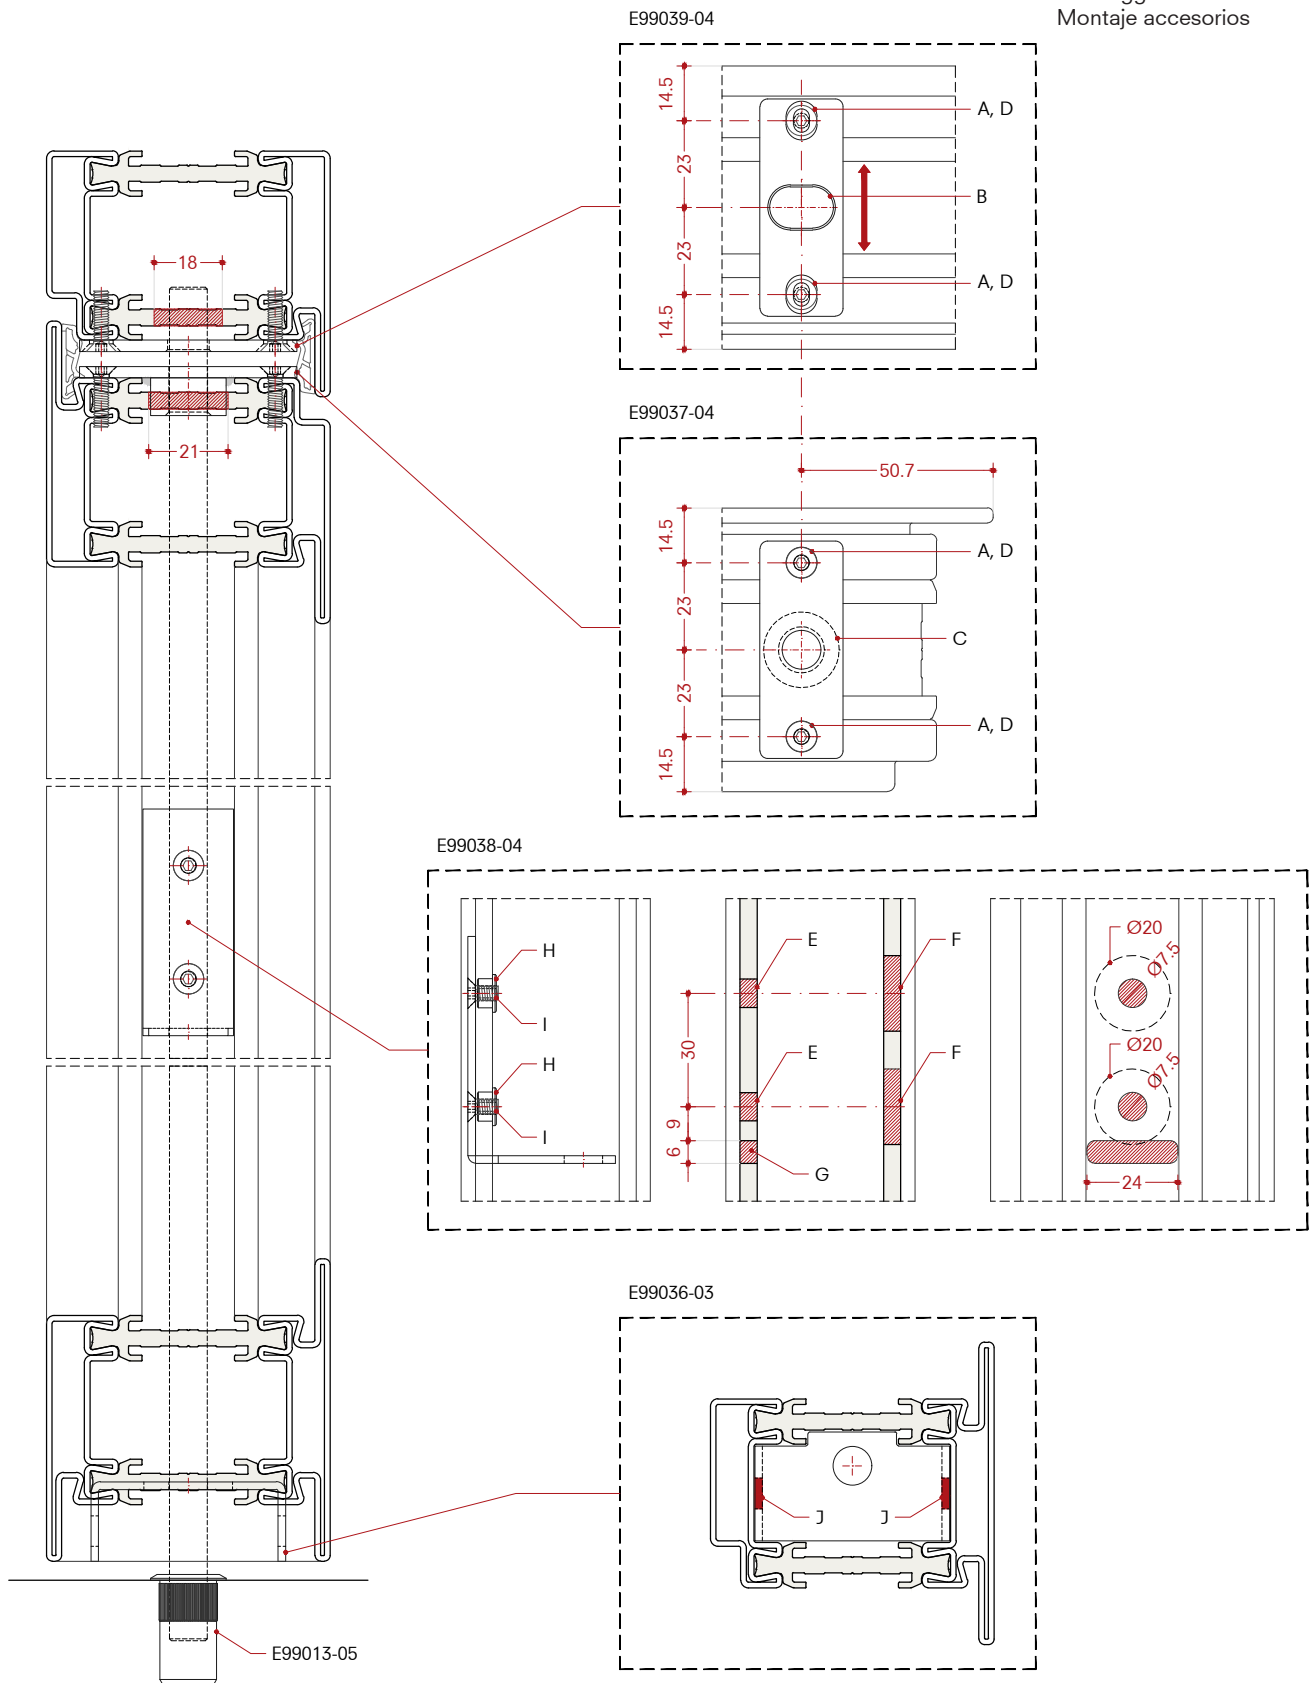 Montaje accesorios
E99039-04
14.5
23
23
14.5
A, D
B
A, D
18
21
E99037-04
50.7
14.5
23
23
14.5
A, D
C
A, D
E99038-04
H
I
H
I
E
F
E
F
G
30
9
6
Ø20
Ø7.5
Ø20
Ø7.5
24
E99036-03
J
J
E99013-05